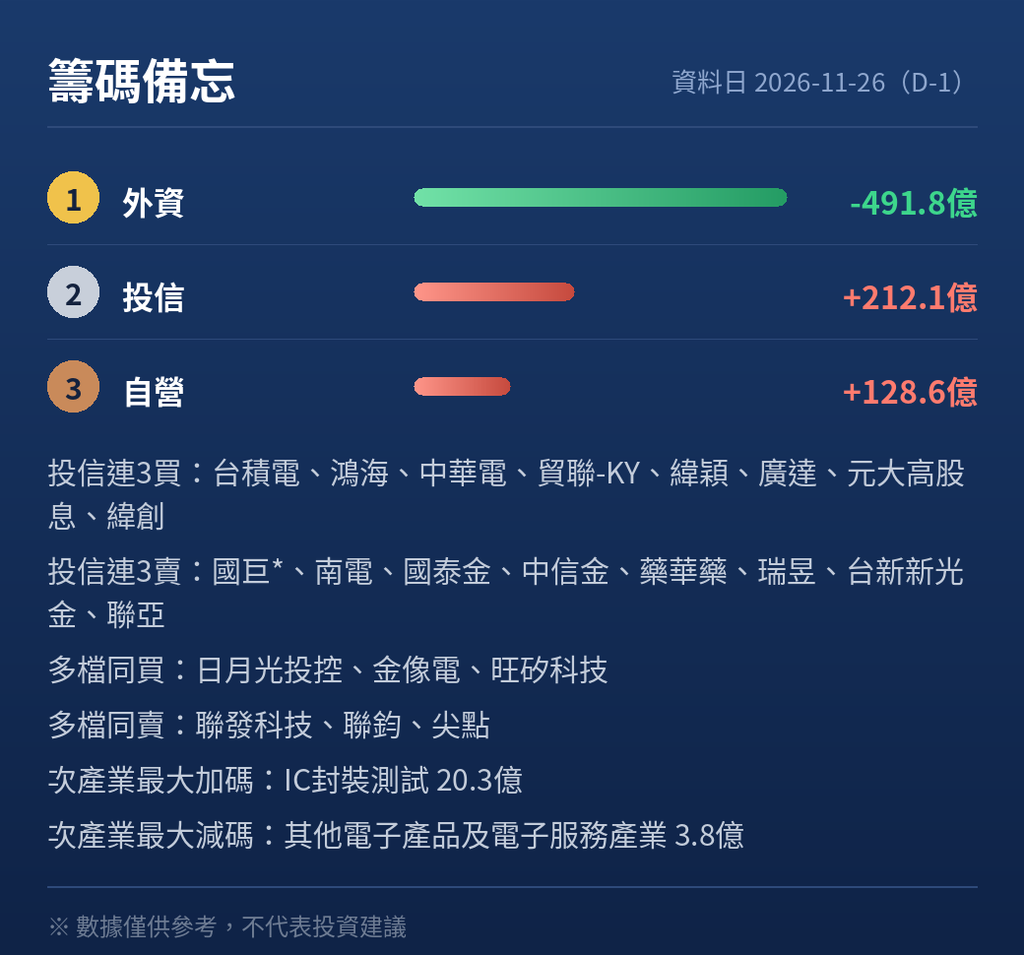 籌碼備忘
資料日 2026-11-26（D-1）
1 外資 -491.8億
2 投信 +212.1億
3 自營 +128.6億
投信連3買：台積電、鴻海、中華電、貿聯-KY、緯穎、廣達、元大高股
息、緯創
投信連3賣：國巨*、南電、國泰金、中信金、藥華藥、瑞昱、台新新光
金、聯亞
多檔同買：日月光投控、金像電、旺矽科技
多檔同賣：聯發科技、聯鈞、尖點
次產業最大加碼：IC封裝測試 20.3億
次產業最大減碼：其他電子產品及電子服務產業 3.8億
※ 數據僅供參考，不代表投資建議